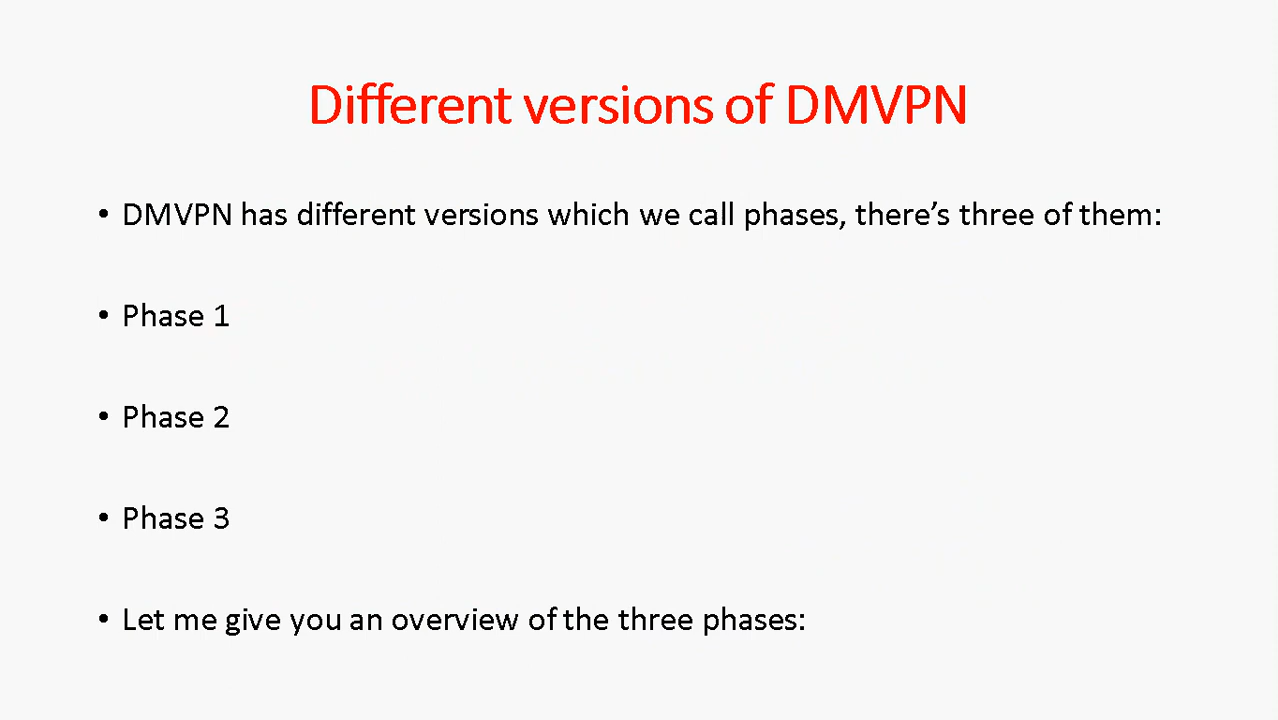 Different versions of DMVPN
• DMVPN has different versions which we call phases, there’s three of them:
• Phase 1
• Phase 2
• Phase 3
• Let me give you an overview of the three phases: